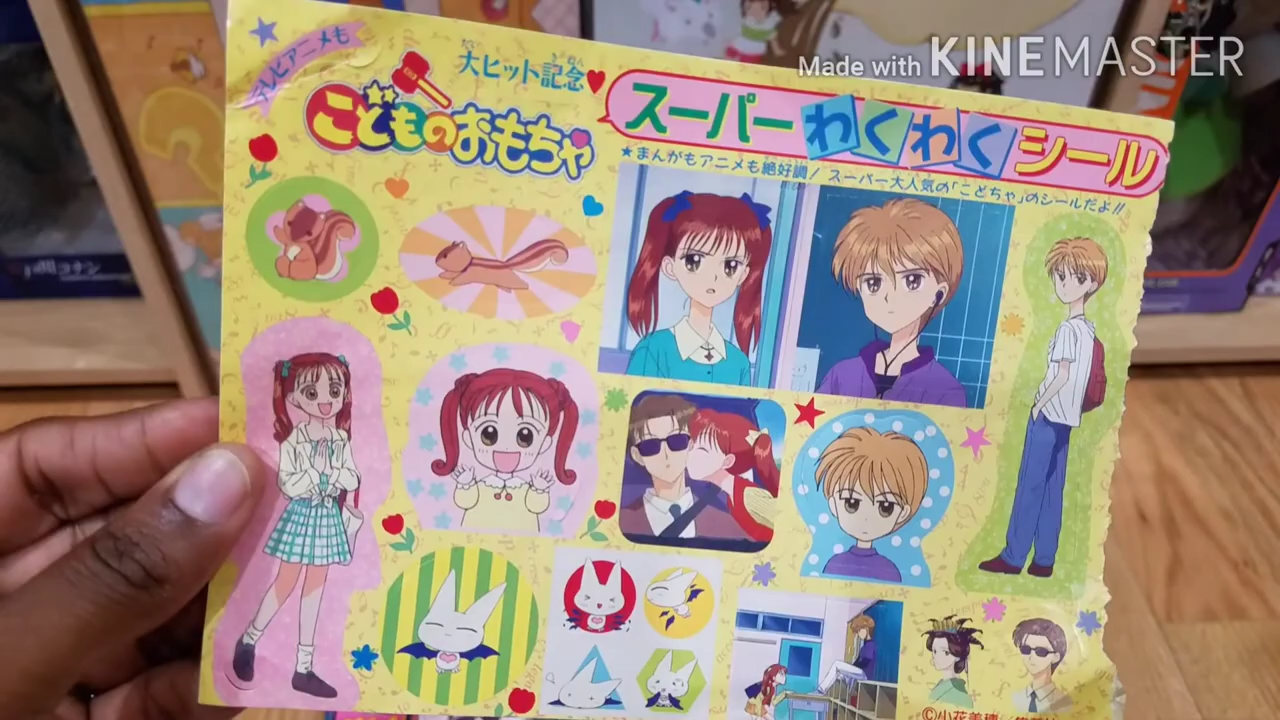 Made with KINEMASTER
テレビアニメも
大ヒット記念
こどものおもちゃ
スーパーわくわくシール
★まんがもアニメも絶好調! スーパー大人気の「こどちゃ」のシールだよ!!
コナン
©小花美穂